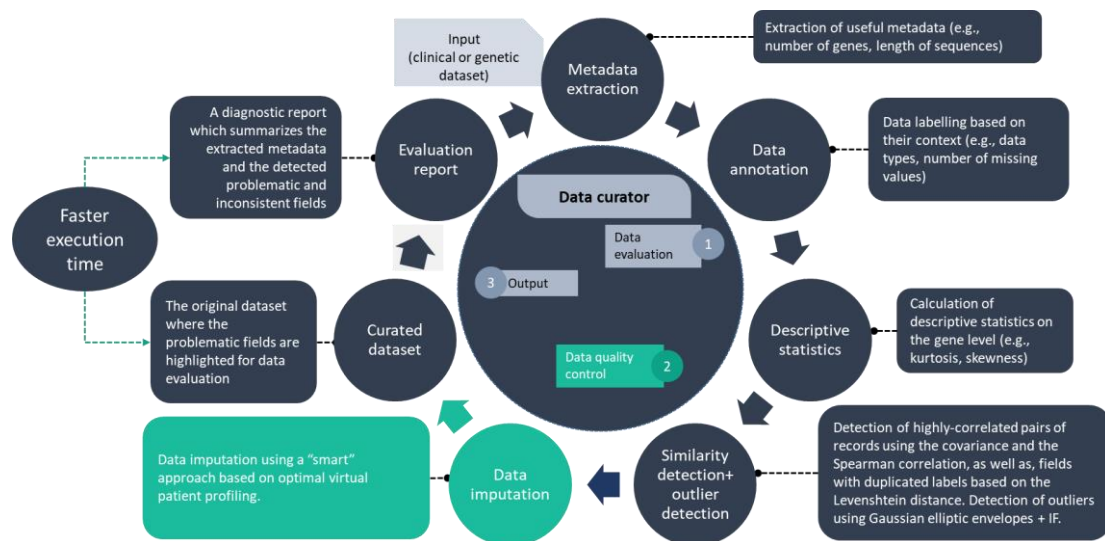 Input
(clinical or genetic
dataset)
Metadata
extraction
Extraction of useful metadata (e.g.,
number of genes, length of sequences)
A diagnostic report
which summarizes the
extracted metadata
and the detected
problematic and
inconsistent fields
Evaluation
report
Data
annotation
Data labelling based on
their context (e.g., data
types, number of missing
values)
Faster
execution
time
Data curator
Data
evaluation
1
3
Output
Data quality
control
2
The original dataset
where the
problematic fields are
highlighted for data
evaluation
Curated
dataset
Descriptive
statistics
Calculation of
descriptive statistics on
the gene level (e.g.,
kurtosis, skewness)
Data imputation using a “smart”
approach based on optimal virtual
patient profiling.
Data
imputation
Similarity
detection+
outlier
detection
Detection of highly-correlated pairs of
records using the covariance and the
Spearman correlation, as well as, fields
with duplicated labels based on the
Levenshtein distance. Detection of outliers
using Gaussian elliptic envelopes + IF.